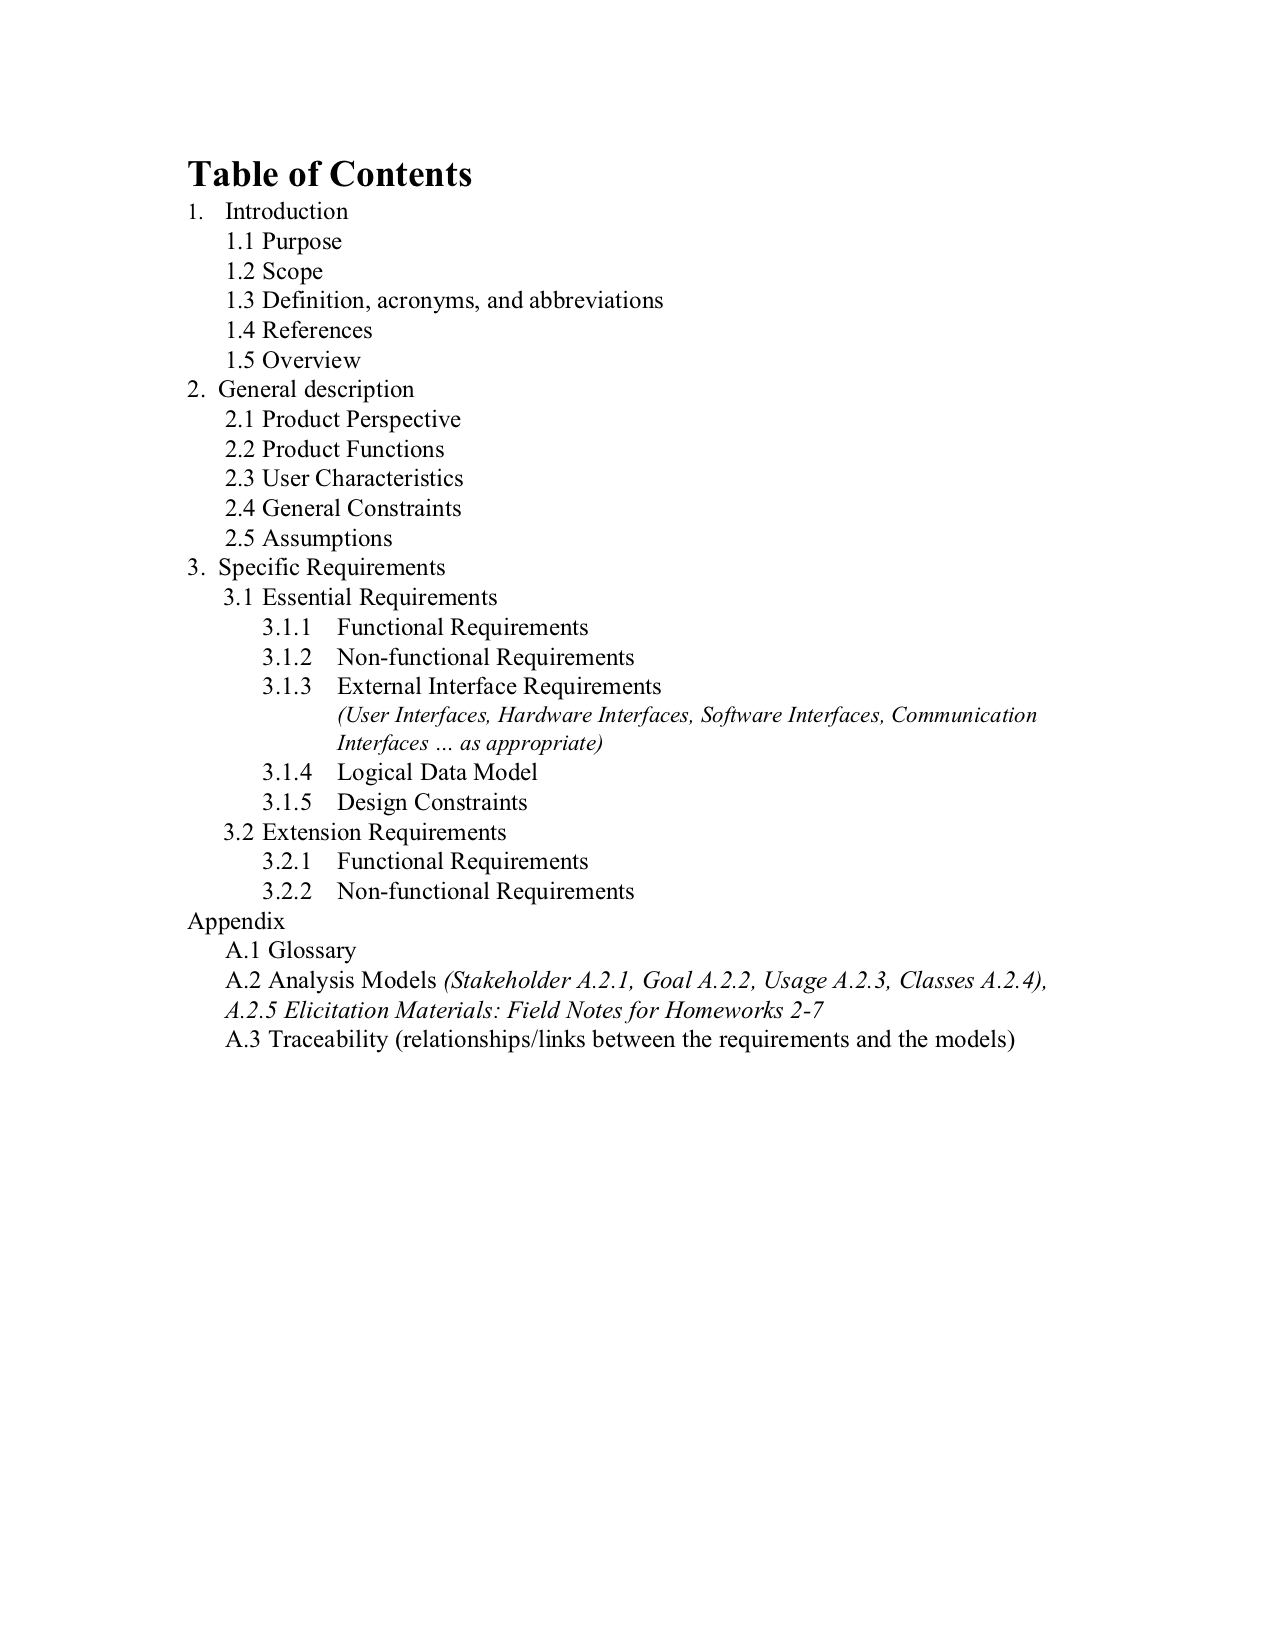 Table of Contents
1. Introduction
1.1 Purpose
1.2 Scope
1.3 Definition, acronyms, and abbreviations
1.4 References
1.5 Overview
2. General description
2.1 Product Perspective
2.2 Product Functions
2.3 User Characteristics
2.4 General Constraints
2.5 Assumptions
3. Specific Requirements
3.1 Essential Requirements
3.1.1 Functional Requirements
3.1.2 Non-functional Requirements
3.1.3 External Interface Requirements
(User Interfaces, Hardware Interfaces, Software Interfaces, Communication
Interfaces … as appropriate)
3.1.4 Logical Data Model
3.1.5 Design Constraints
3.2 Extension Requirements
3.2.1 Functional Requirements
3.2.2 Non-functional Requirements
Appendix
A.1 Glossary
A.2 Analysis Models (Stakeholder A.2.1, Goal A.2.2, Usage A.2.3, Classes A.2.4),
A.2.5 Elicitation Materials: Field Notes for Homeworks 2-7
A.3 Traceability (relationships/links between the requirements and the models)